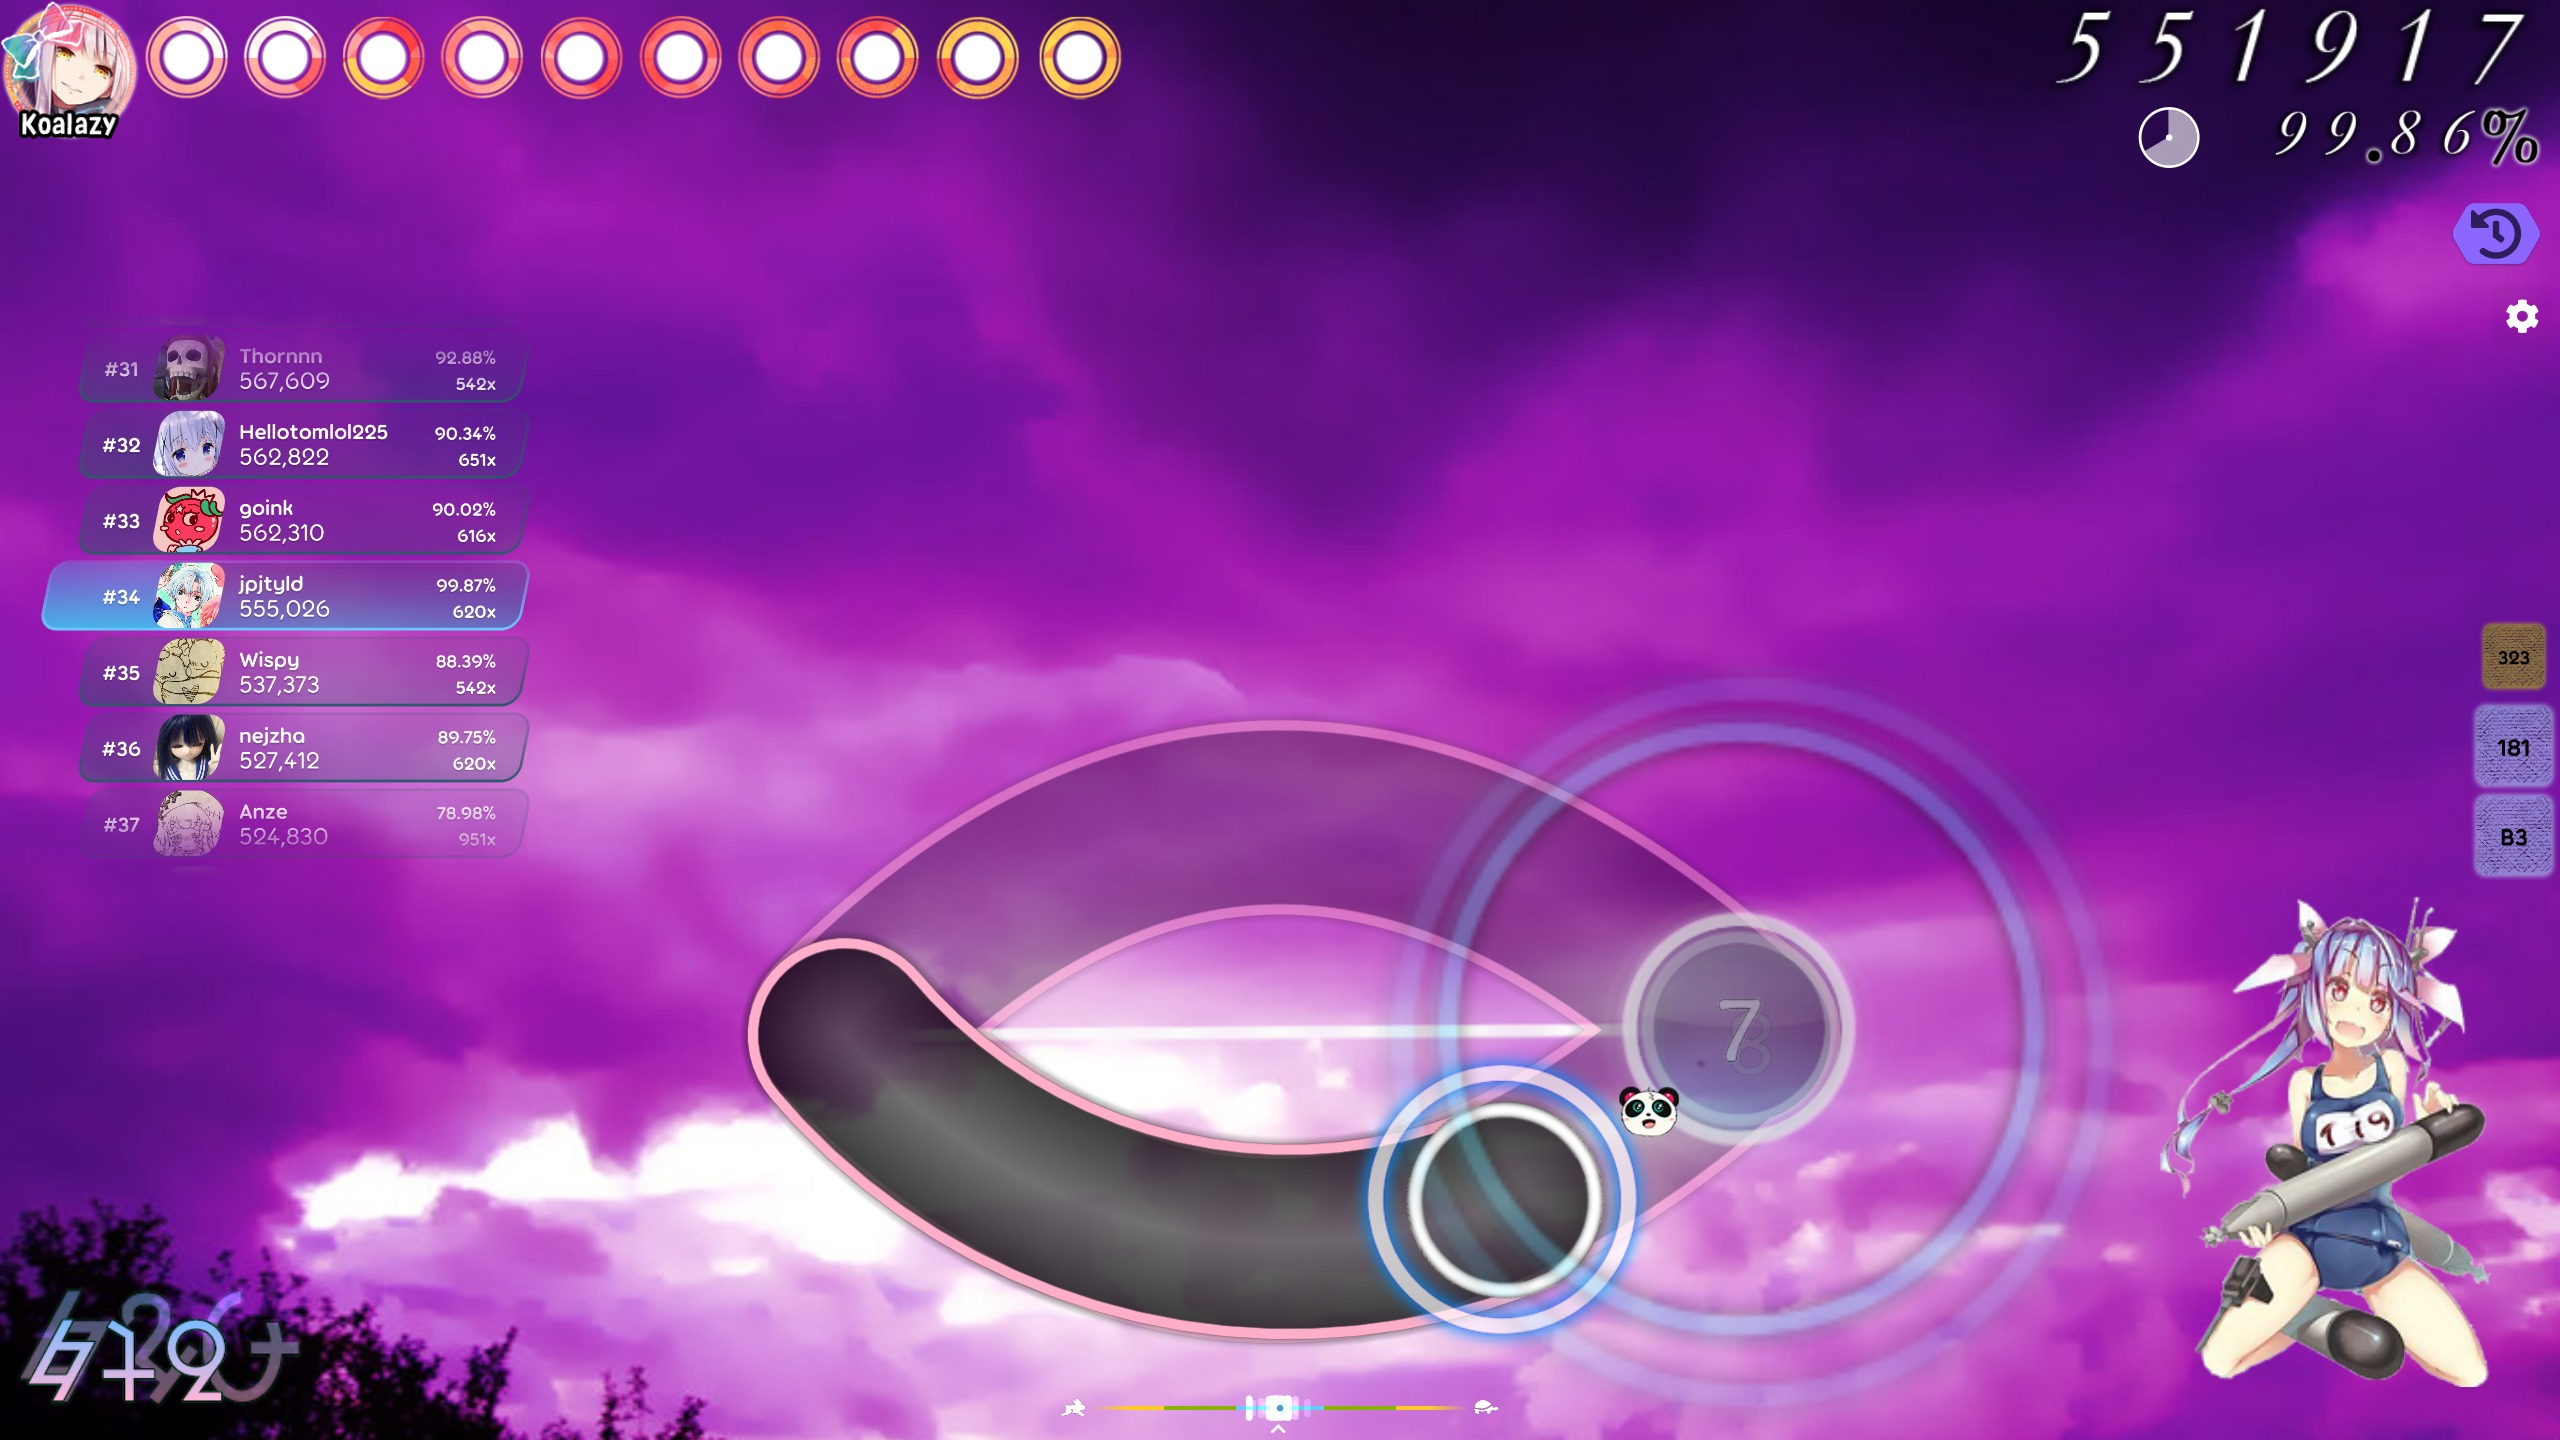 Koalazy
551917
99.86%
#31 Thornnn 92.88%
567,609 542x
#32 Hellotomlol225 90.34%
562,822 651x
#33 goink 90.02%
562,310 616x
#34 jpjtyld 99.87%
555,026 620x
#35 Wispy 88.39%
537,373 542x
#36 nejzha 89.75%
527,412 620x
#37 Anze 78.98%
524,830 951x
323
181
B3
7
119